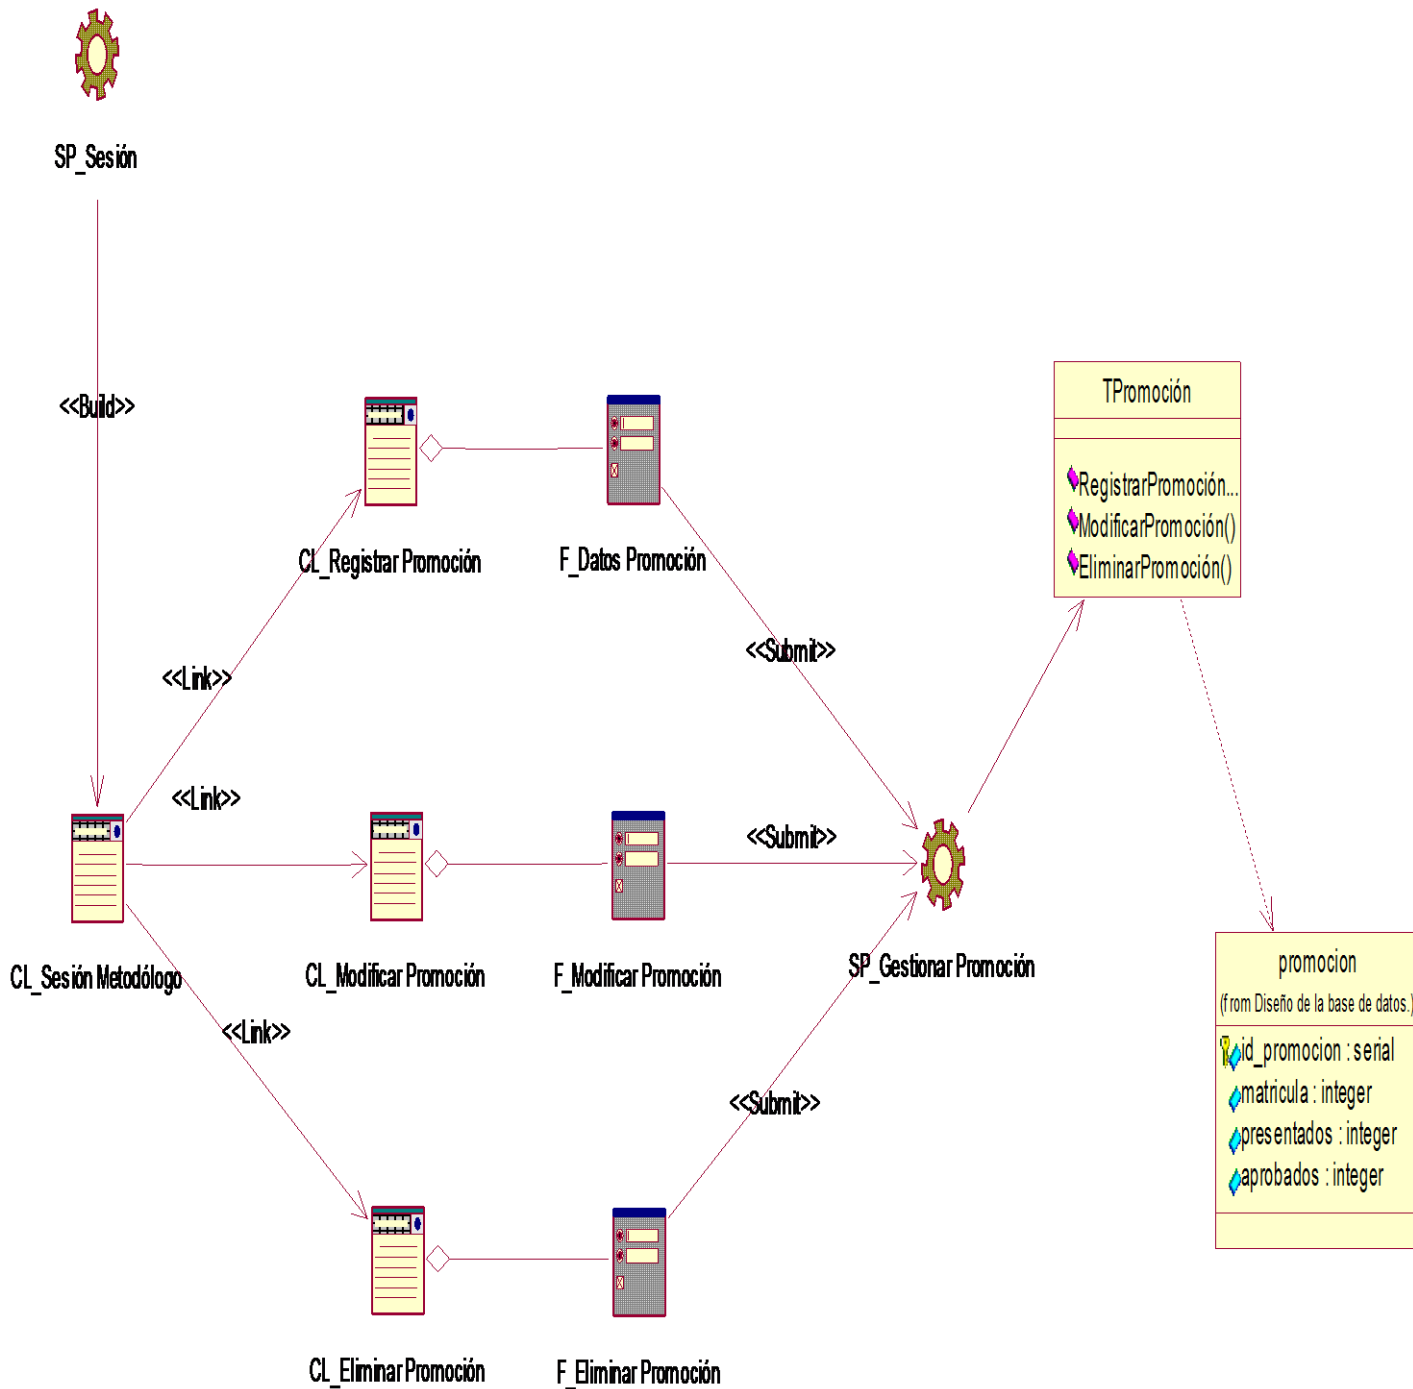 SP_Sesión
<<Build>>
TPromoción
RegistrarPromoción...
ModificarPromoción()
EliminarPromoción()
CL_Registrar Promoción
F_Datos Promoción
<<Link>>
<<Submit>>
<<Link>>
<<Submit>>
CL_Sesión Metodólogo
CL_Modificar Promoción
F_Modificar Promoción
SP_Gestionar Promoción
promocion
(from Diseño de la base de datos.)
id_promocion : serial
matricula : integer
presentados : integer
aprobados : integer
<<Link>>
<<Submit>>
CL_Eliminar Promoción
F_Eliminar Promoción